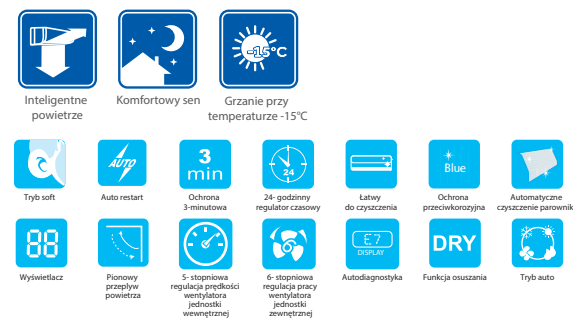 -15°C
Inteligentne
powietrze
Komfortowy sen
Grzanie przy
temperaturze -15°C
AUTO
3
min
24
Blue
Tryb soft
Auto restart
Ochrona
3-minutowa
24- godzinny
regulator czasowy
Łatwy
do czyszczenia
Ochrona
przeciwkorozyjna
Automatyczne
czyszczenie parownik
88
E7
DISPLAY
DRY
Wyświetlacz
Pionowy
przepływ
powietrza
5- stopniowa
regulacja prędkości
wentylatora
jednostki
wewnętrznej
6- stopniowa
regulacja pracy
wentylatora
jednostki
zewnętrznej
Autodiagnostyka
Funkcja osuszania
Tryb auto